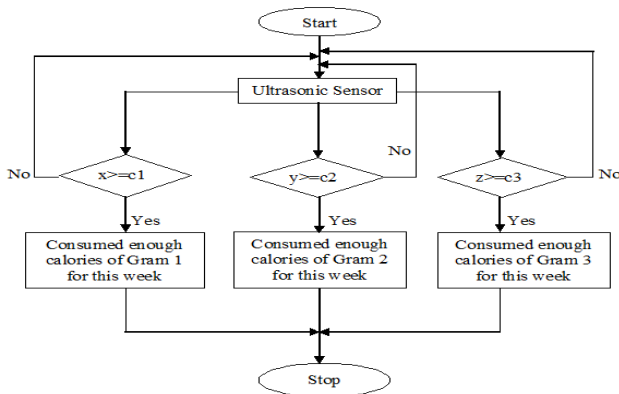 Start
Ultrasonic Sensor
No
No
No
x>=c1
y>=c2
z>=c3
Yes
Yes
Yes
Consumed enough
calories of Gram 1
for this week
Consumed enough
calories of Gram 2
for this week
Consumed enough
calories of Gram 3
for this week
Stop